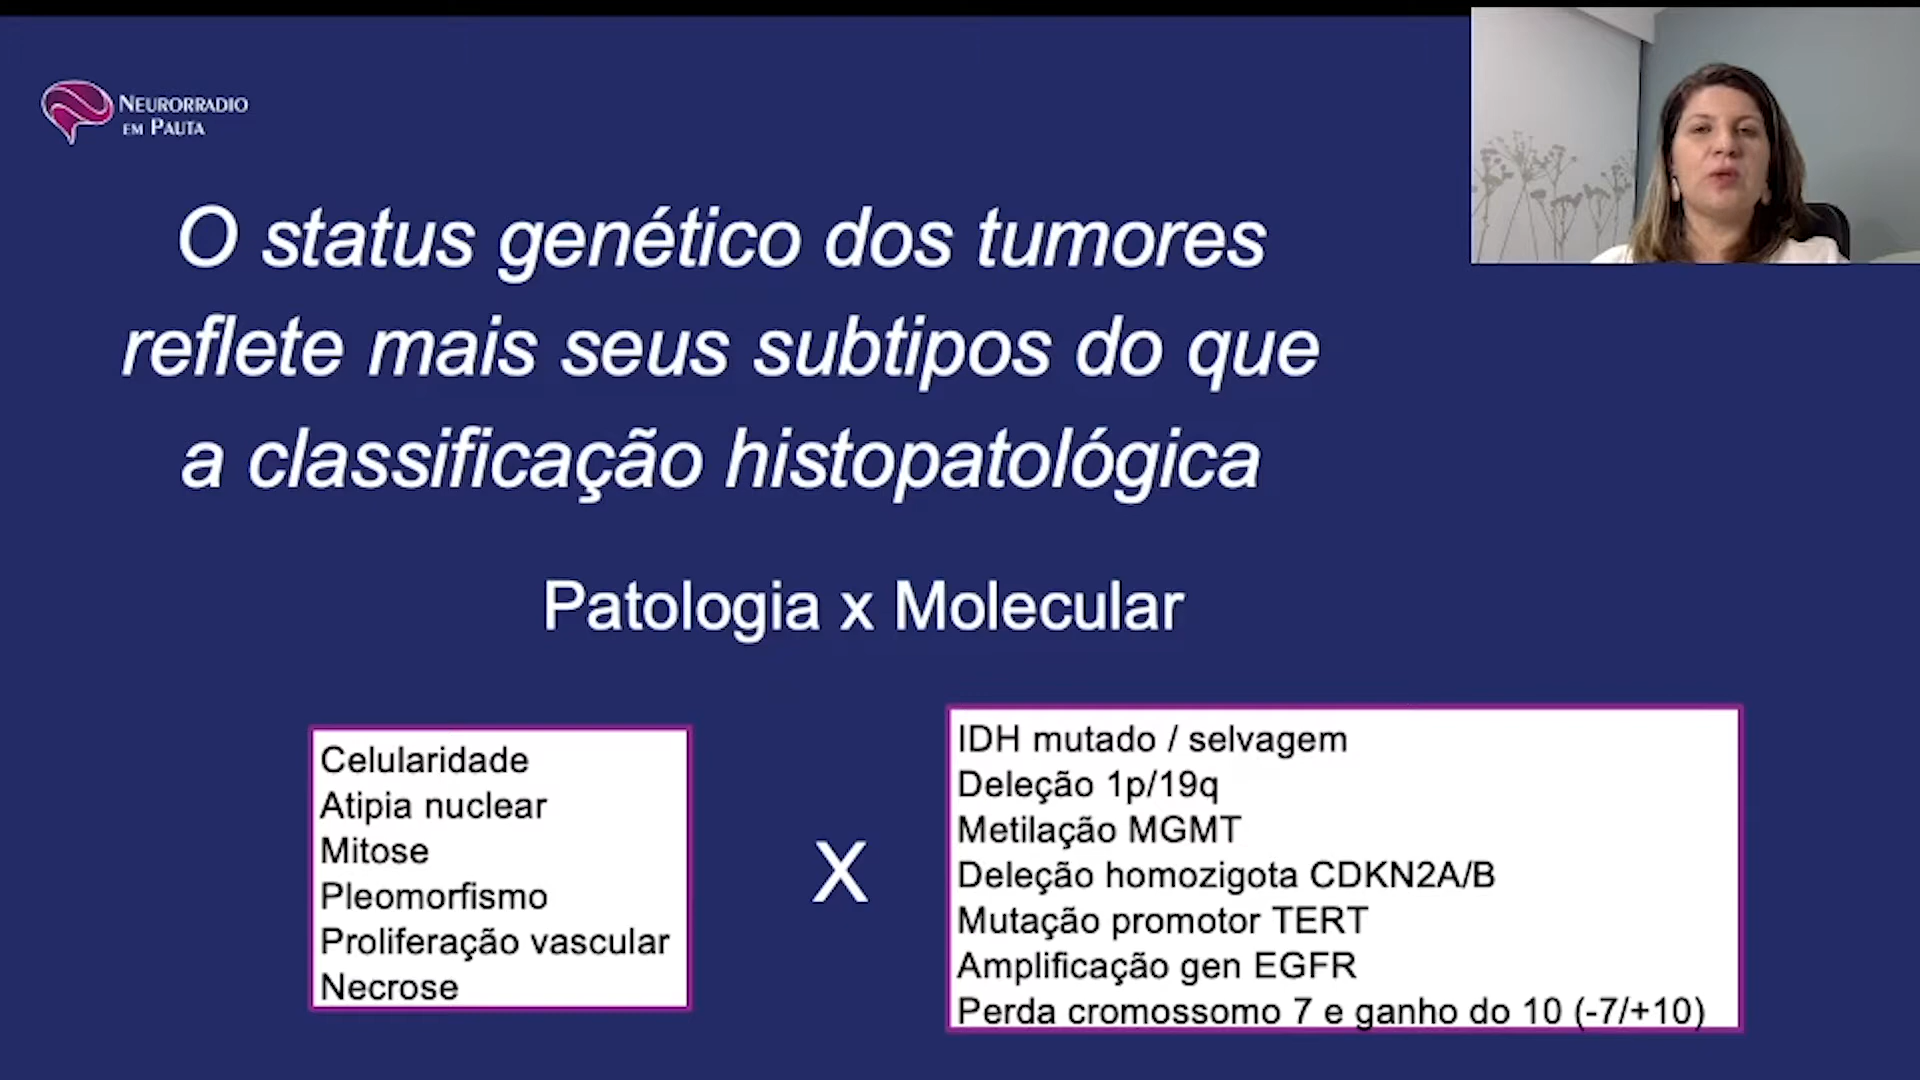 NEURORRADIO
EM PAUTA
O status genético dos tumores
reflete mais seus subtipos do que
a classificação histopatológica
Patologia x Molecular
Celularidade
Atipia nuclear
Mitose
Pleomorfismo
Proliferação vascular
Necrose
X
IDH mutado / selvagem
Deleção 1p/19q
Metilação MGMT
Deleção homozigota CDKN2A/B
Mutação promotor TERT
Amplificação gen EGFR
Perda cromossomo 7 e ganho do 10 (-7/+10)